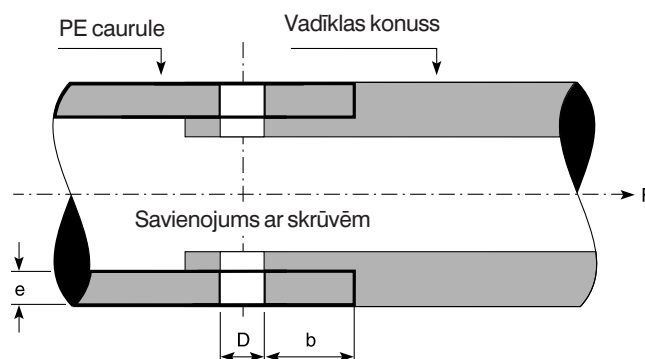 PE caurule
Vadīklas konuss
Savienojums ar skrūvēm
e
D
b